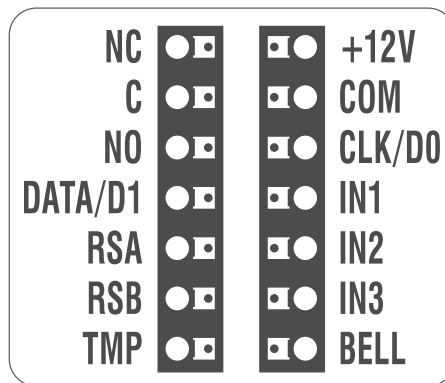 NC +12V
C COM
NO CLK/D0
DATA/D1 IN1
RSA IN2
RSB IN3
TMP BELL